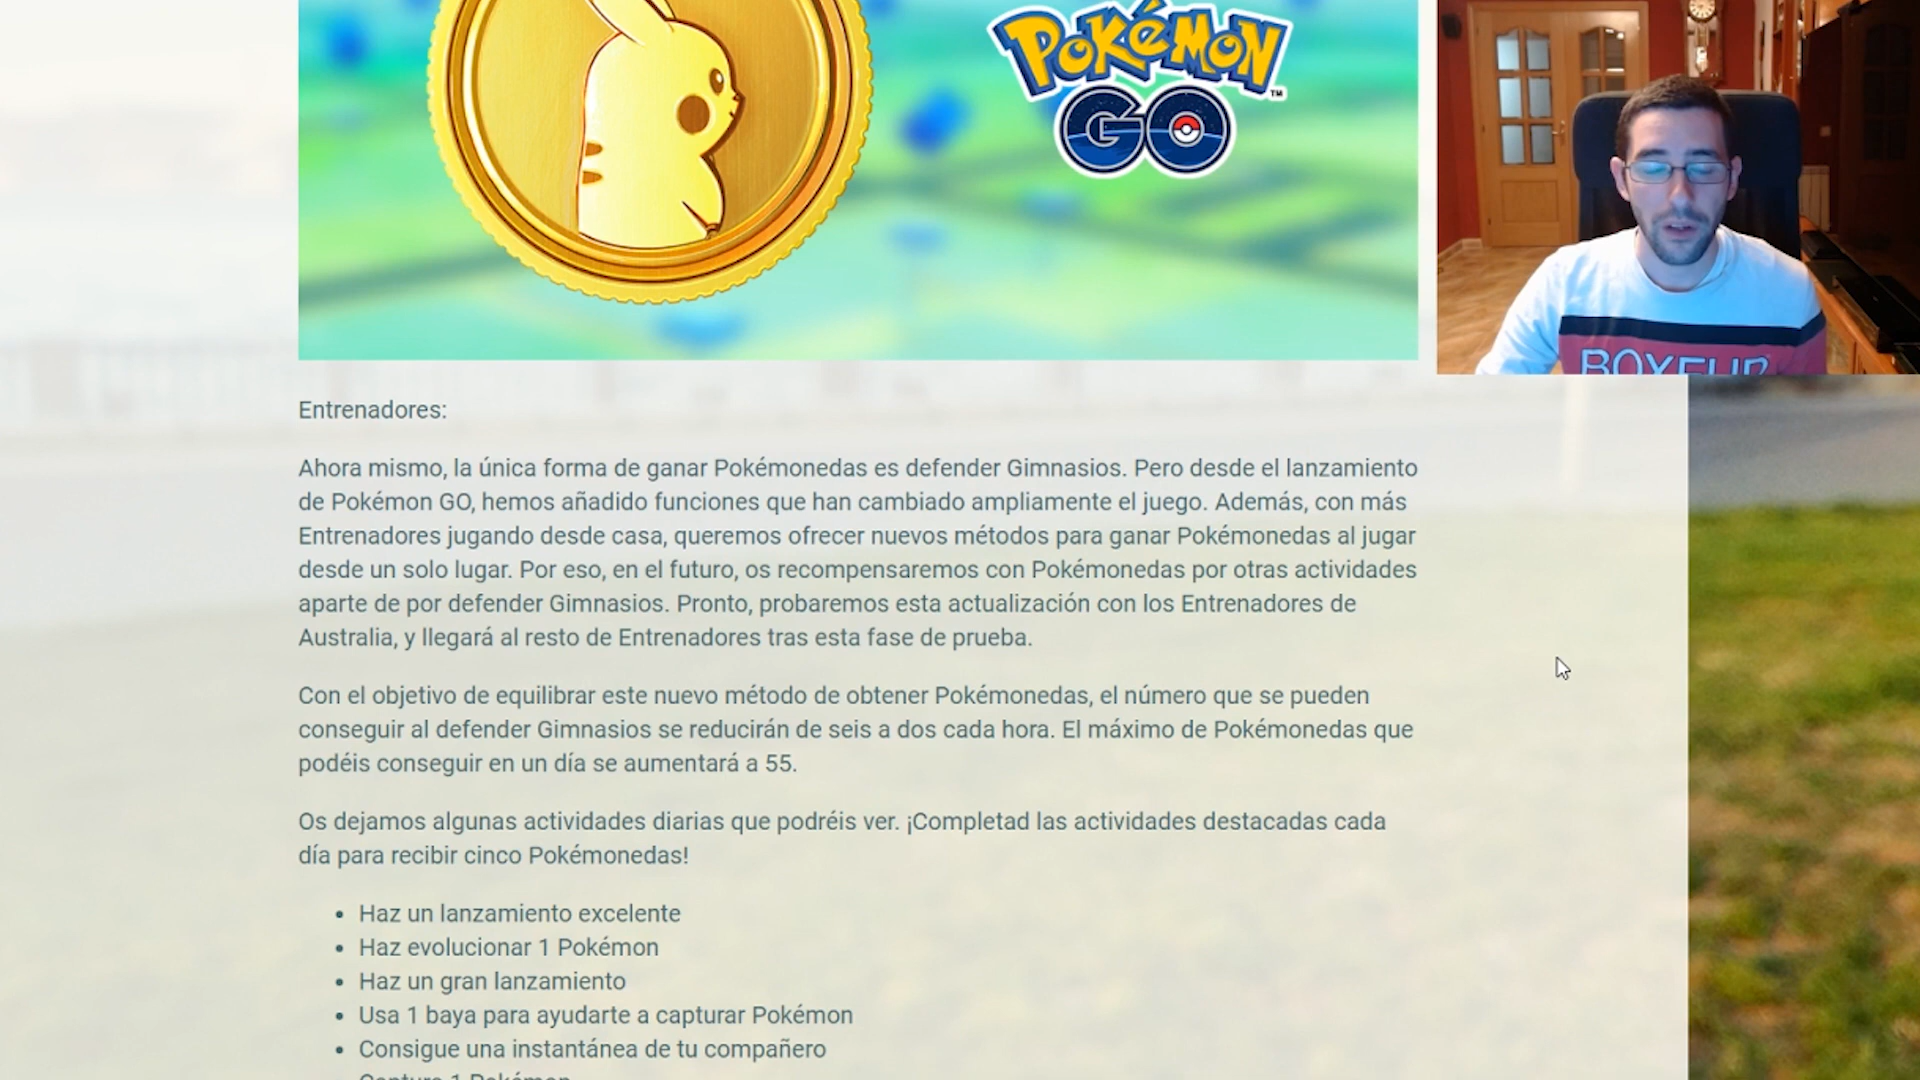 POKÉMON
GO
TM
BOXEUR
Entrenadores:
Ahora mismo, la única forma de ganar Pokémonedas es defender Gimnasios. Pero desde el lanzamiento
de Pokémon GO, hemos añadido funciones que han cambiado ampliamente el juego. Además, con más
Entrenadores jugando desde casa, queremos ofrecer nuevos métodos para ganar Pokémonedas al jugar
desde un solo lugar. Por eso, en el futuro, os recompensaremos con Pokémonedas por otras actividades
aparte de por defender Gimnasios. Pronto, probaremos esta actualización con los Entrenadores de
Australia, y llegará al resto de Entrenadores tras esta fase de prueba.
Con el objetivo de equilibrar este nuevo método de obtener Pokémonedas, el número que se pueden
conseguir al defender Gimnasios se reducirán de seis a dos cada hora. El máximo de Pokémonedas que
podéis conseguir en un día se aumentará a 55.
Os dejamos algunas actividades diarias que podréis ver. ¡Completad las actividades destacadas cada
día para recibir cinco Pokémonedas!
• Haz un lanzamiento excelente
• Haz evolucionar 1 Pokémon
• Haz un gran lanzamiento
• Usa 1 baya para ayudarte a capturar Pokémon
• Consigue una instantánea de tu compañero
Captura 1 Pokémon